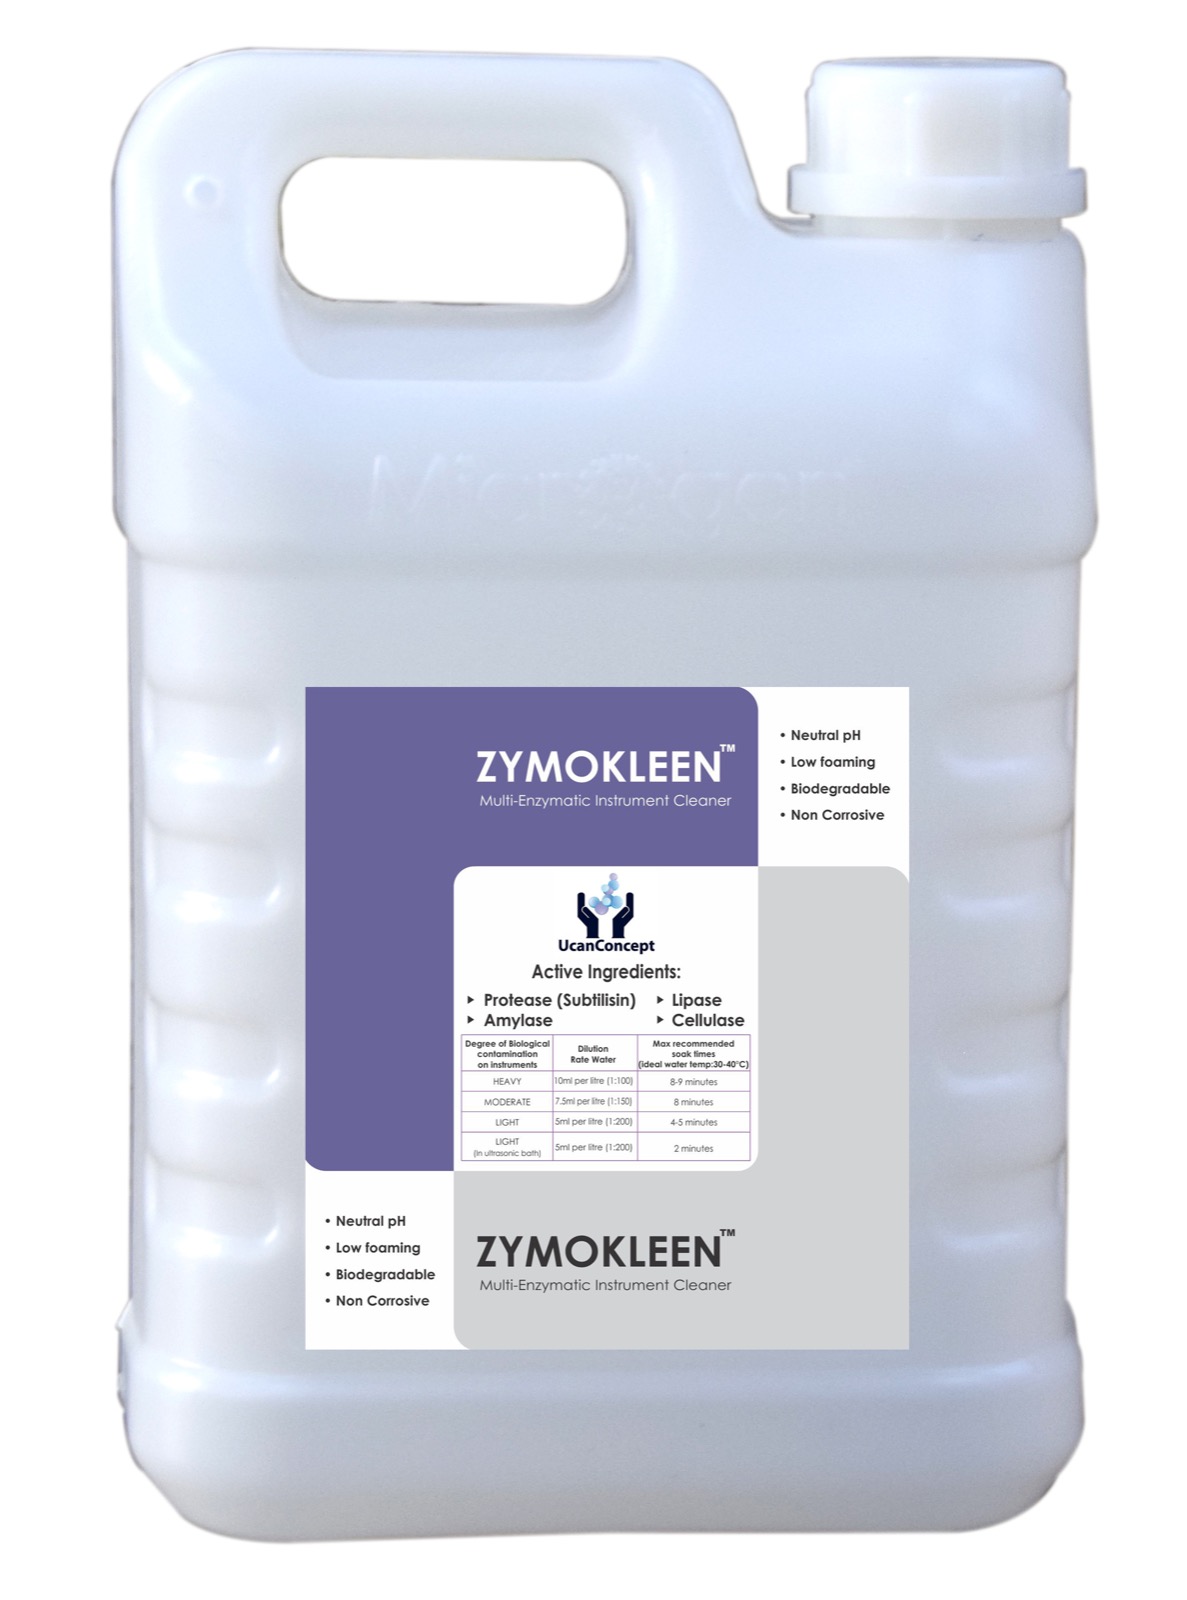 Microgen
ZYMOKLEEN™
Multi-Enzymatic Instrument Cleaner
• Neutral pH
• Low foaming
• Biodegradable
• Non Corrosive
UcanConcept
Active Ingredients:
‣ Protease (Subtilisin) ‣ Lipase
‣ Amylase ‣ Cellulase
Degree of Biological contamination on instruments | Dilution Rate Water | Max recommended soak times (ideal water temp:30-40°C)
HEAVY | 10ml per litre (1:100) | 8-9 minutes
MODERATE | 7.5ml per litre (1:150) | 8 minutes
LIGHT | 5ml per litre (1:200) | 4-5 minutes
LIGHT (In ultrasonic bath) | 5ml per litre (1:200) | 2 minutes
• Neutral pH
• Low foaming
• Biodegradable
• Non Corrosive
ZYMOKLEEN™
Multi-Enzymatic Instrument Cleaner